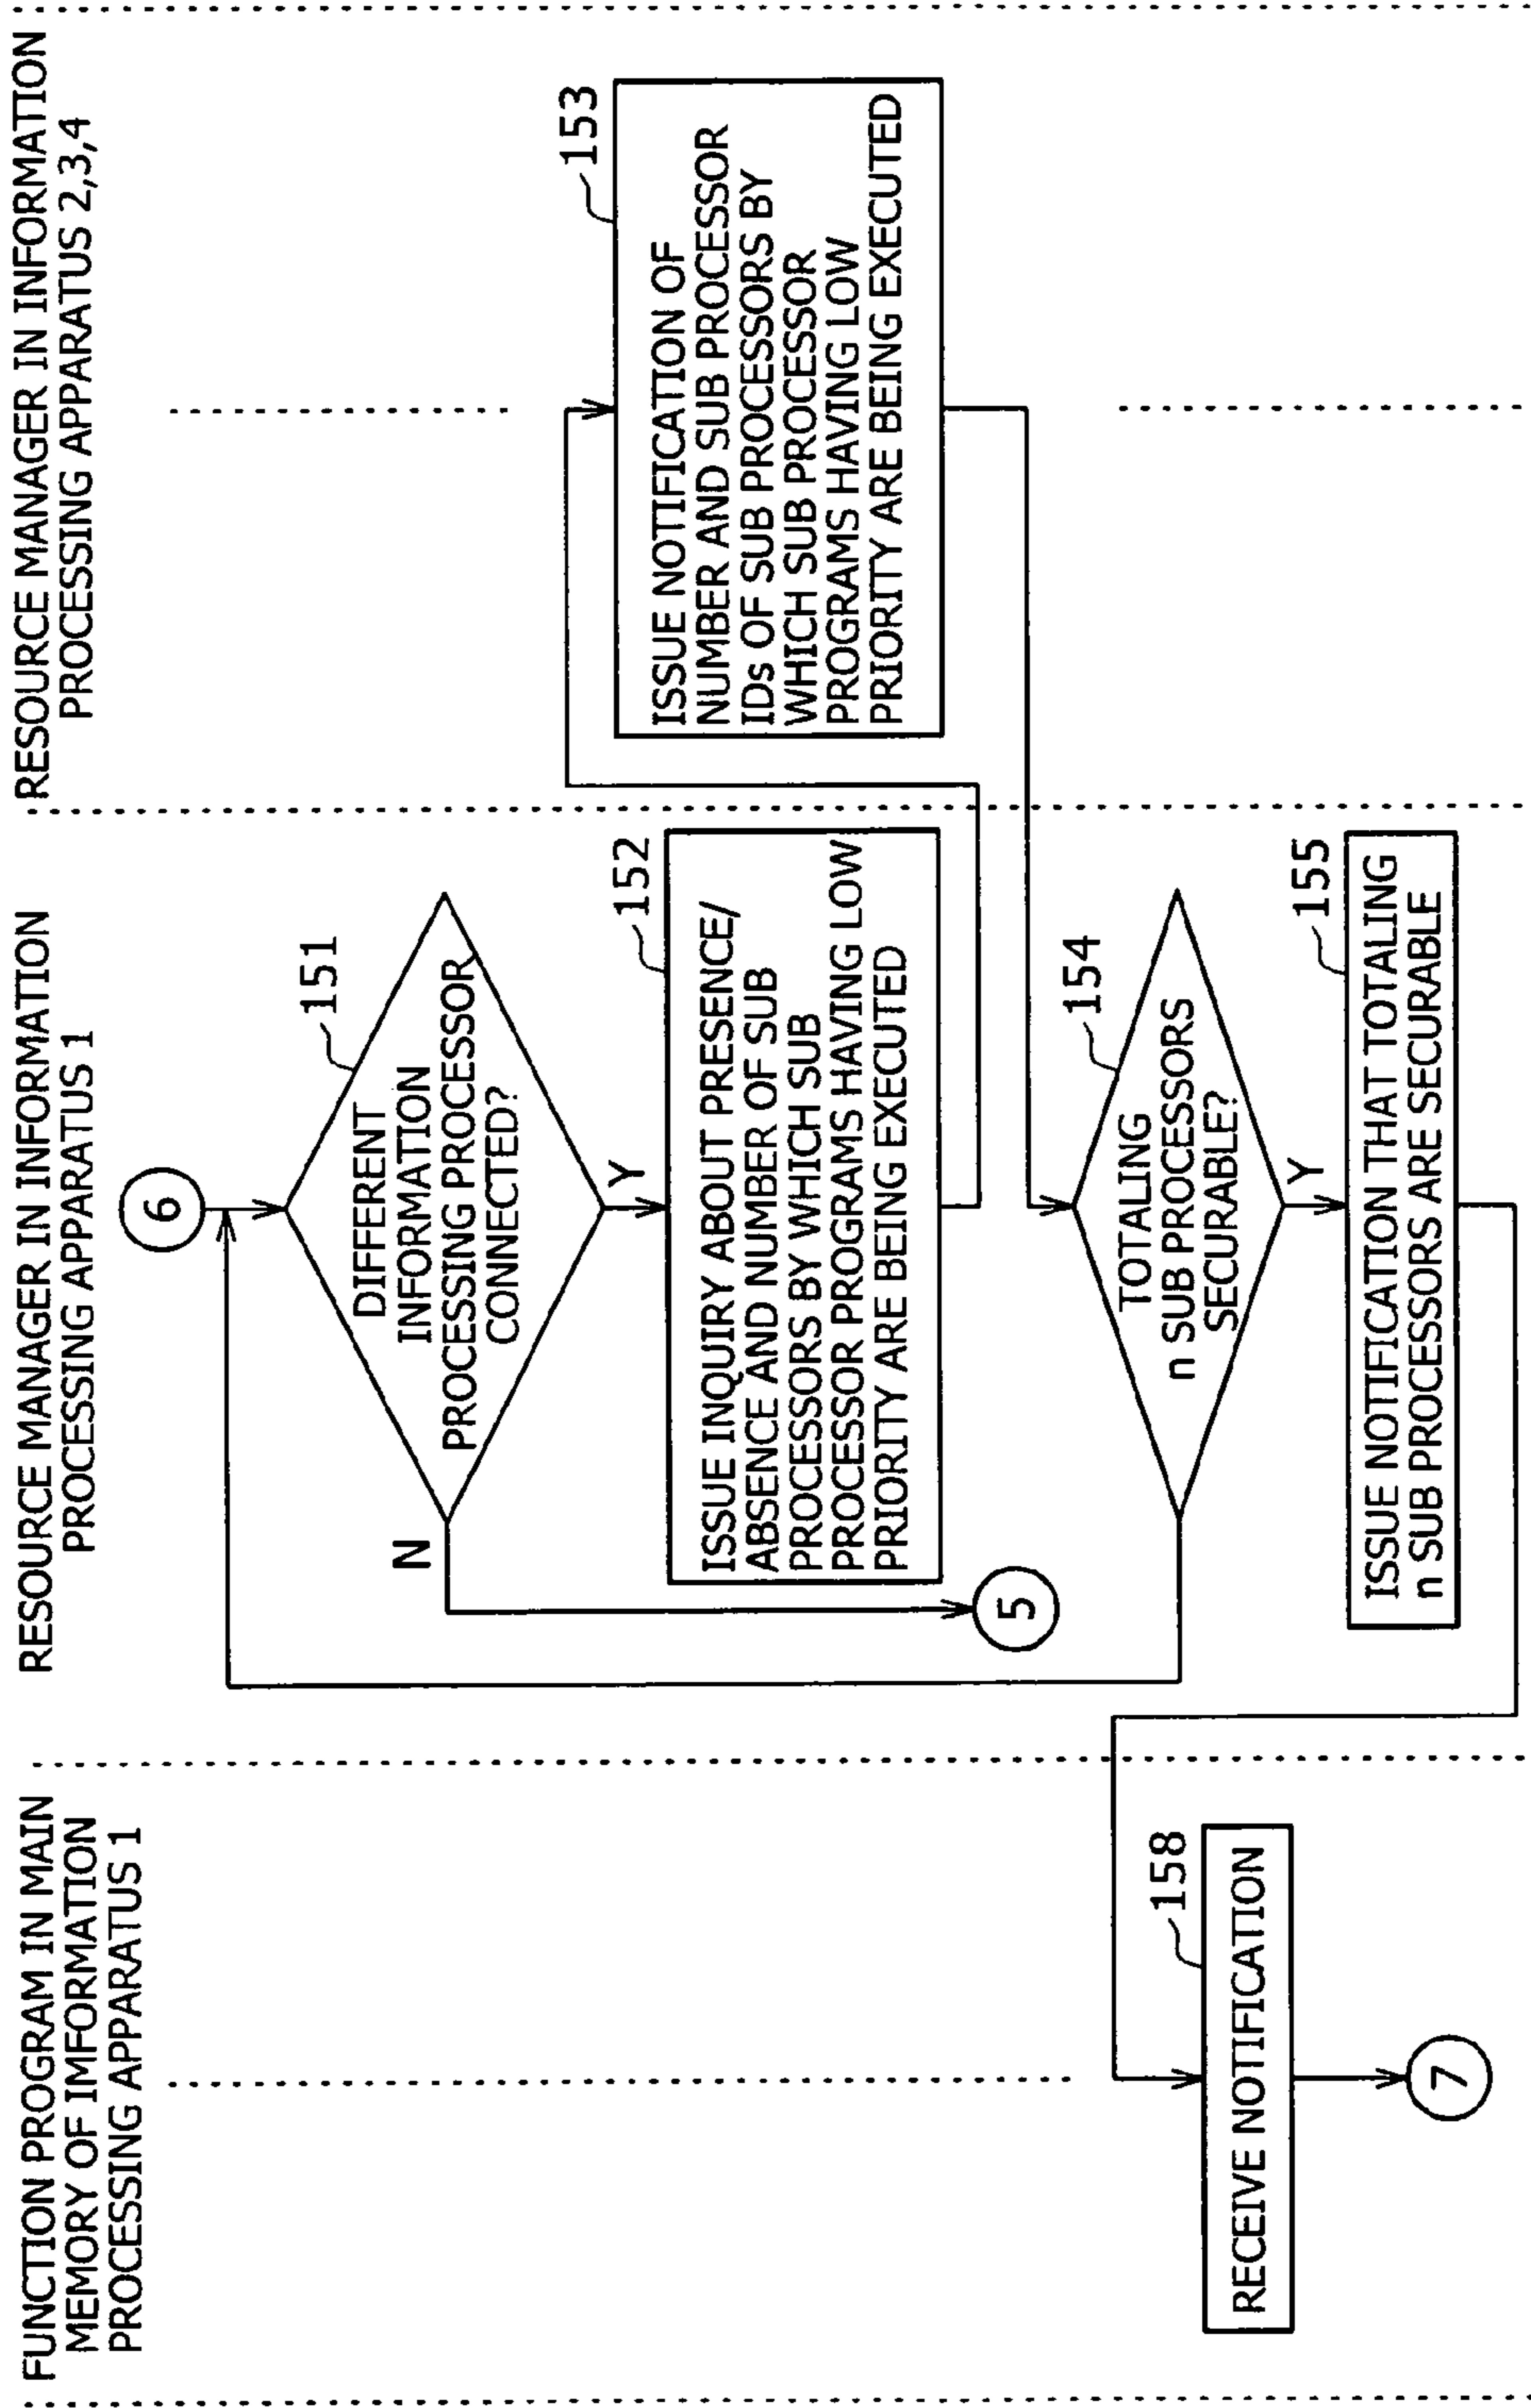 FUNCTION PROGRAM IN MAIN
MEMORY OF IMFORMATION
PROCESSING APPARATUS 1
RESOURCE MANAGER IN INFORMATION
PROCESSING APPARATUS 1
RESOURCE MANAGER IN INFORMATION
PROCESSING APPARATUS 2,3,4
6
151
DIFFERENT
INFORMATION
PROCESSING PROCESSOR
CONNECTED?
N
Y
152
ISSUE INQUIRY ABOUT PRESENCE/
ABSENCE AND NUMBER OF SUB
PROCESSORS BY WHICH SUB
PROCESSOR PROGRAMS HAVING LOW
PRIORITY ARE BEING EXECUTED
5
153
ISSUE NOTIFICATION OF
NUMBER AND SUB PROCESSOR
IDs OF SUB PROCESSORS BY
WHICH SUB PROCESSOR
PROGRAMS HAVING LOW
PRIORITY ARE BEING EXECUTED
154
TOTALING
n SUB PROCESSORS
SECURABLE?
Y
155
ISSUE NOTIFICATION THAT TOTALING
n SUB PROCESSORS ARE SECURABLE
158
RECEIVE NOTIFICATION
7